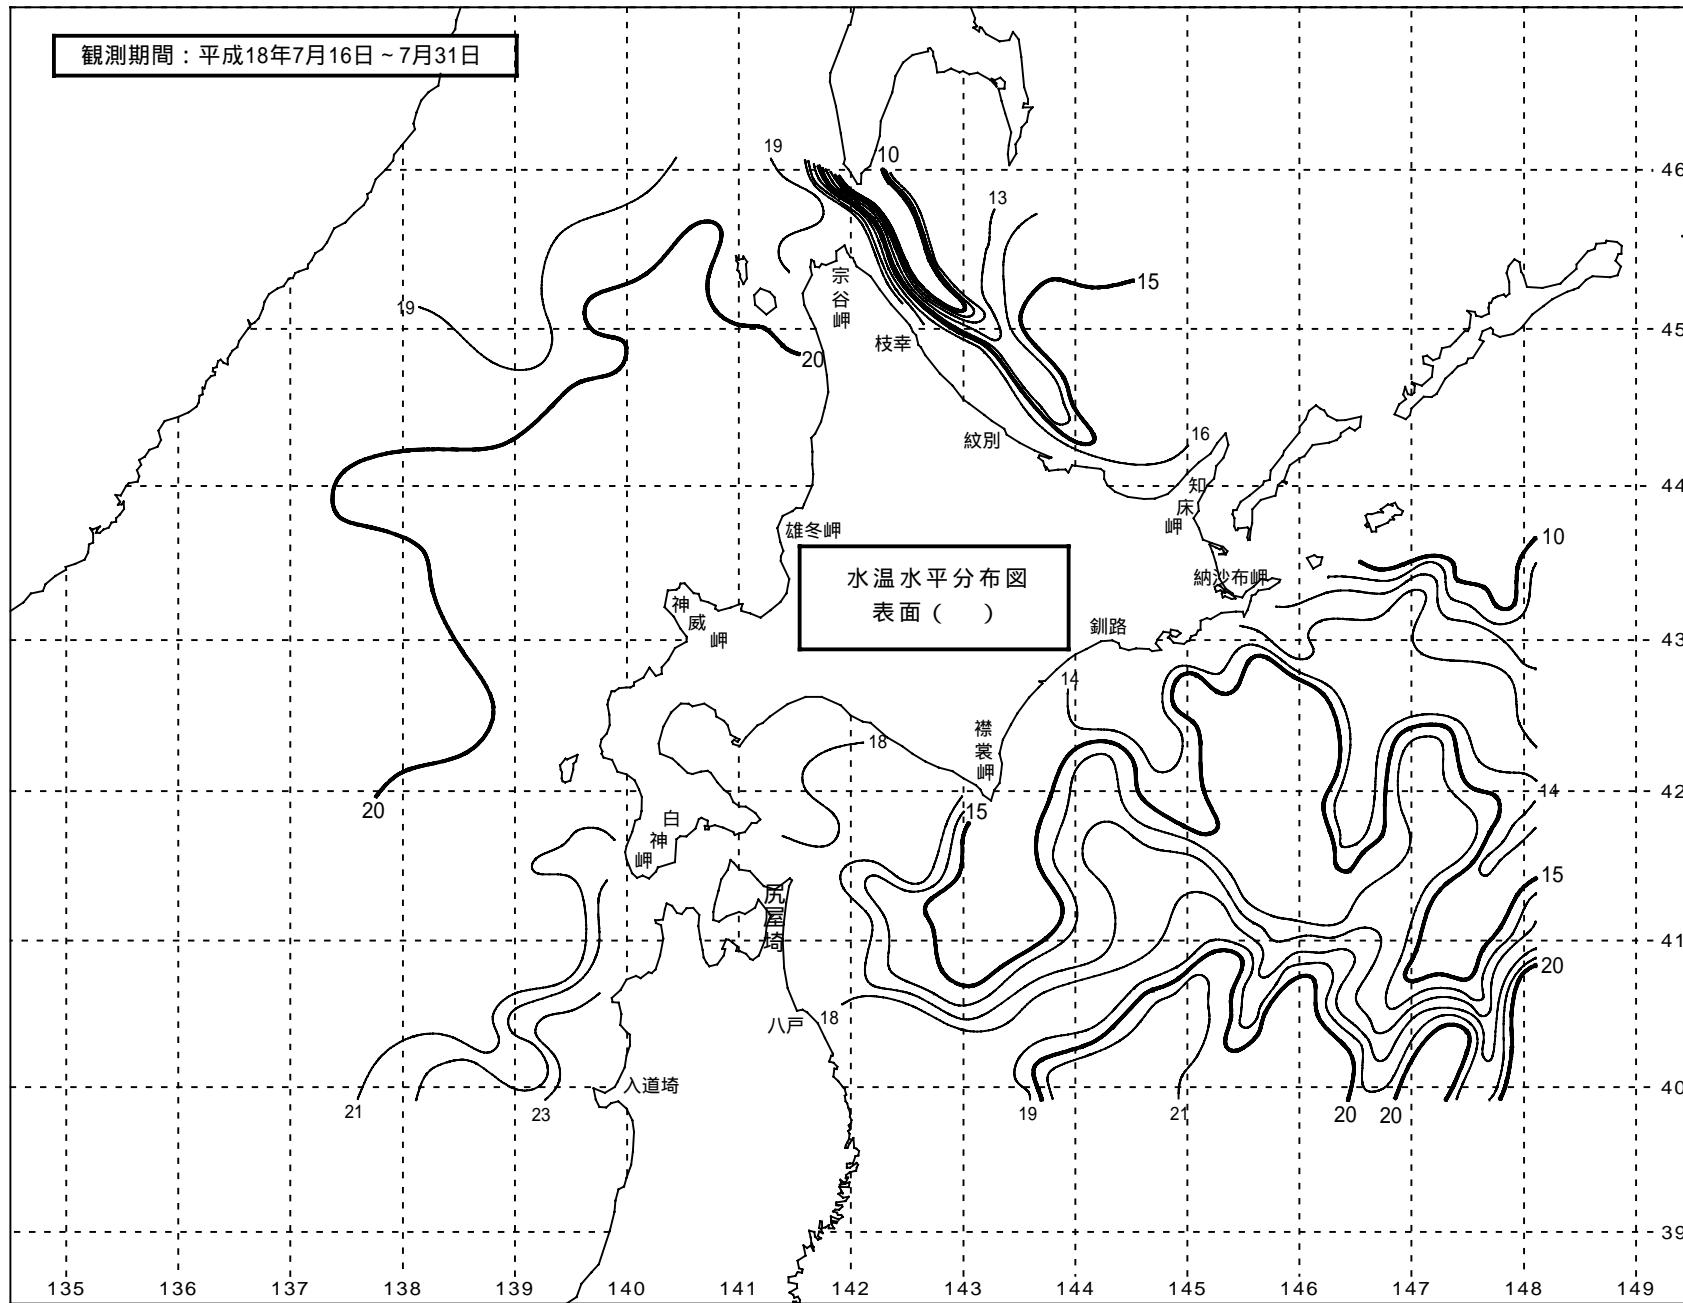 観測期間：平成18年7月16日～7月31日
19
10
13
46
宗谷岬
15
19
45
枝幸
20
紋別
16
44
知床岬
雄冬岬
10
水温水平分布図
表面（　）
納沙布岬
神威岬
釧路
43
14
襟裳岬
18
42
14
20
15
白神岬
15
尻屋埼
41
20
八戸
18
入道埼
40
21
23
19
21
20
20
39
135 136 137 138 139 140 141 142 143 144 145 146 147 148 149